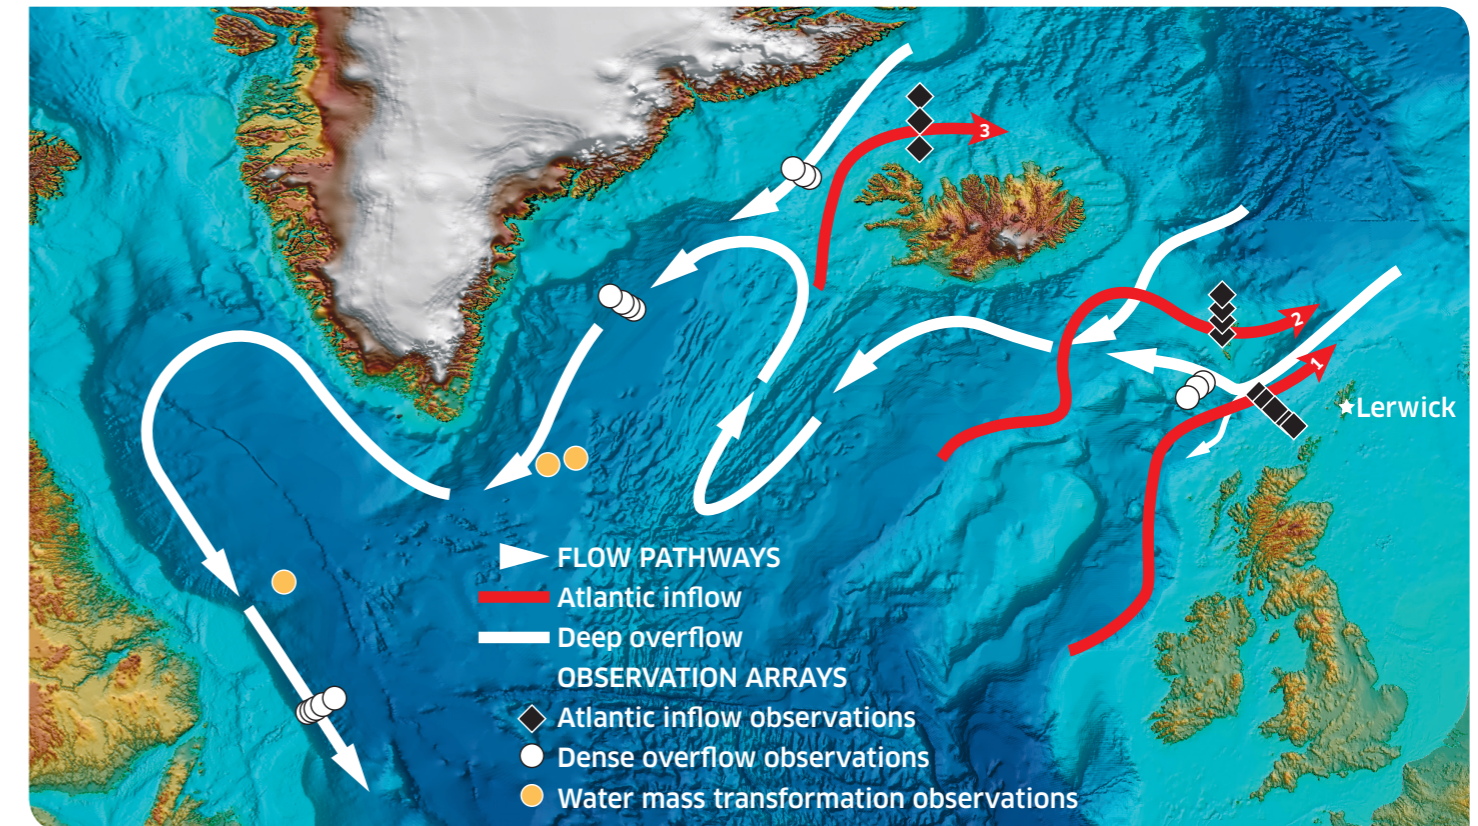 3
2
1
Lerwick
FLOW PATHWAYS
Atlantic inflow
Deep overflow
OBSERVATION ARRAYS
Atlantic inflow observations
Dense overflow observations
Water mass transformation observations